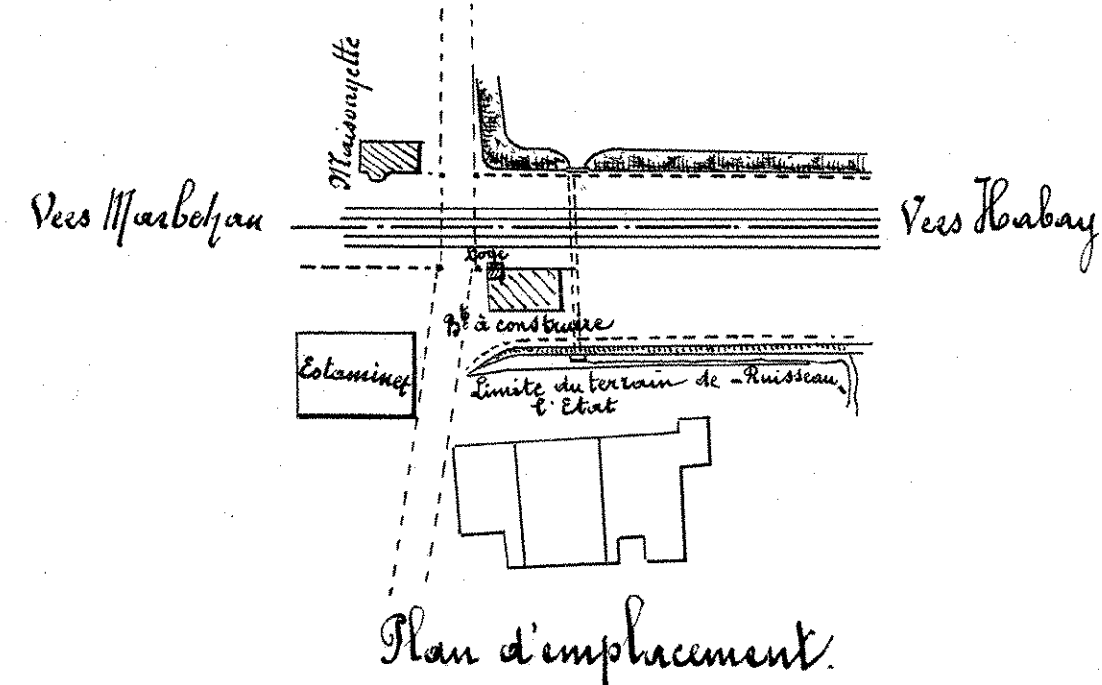 Maisonnette
Vers Marbehan
Vers Habay
Loge
Bt à construire
Estaminet
Limite du terrain de
l'Etat
Ruisseau
Plan d'emplacement.